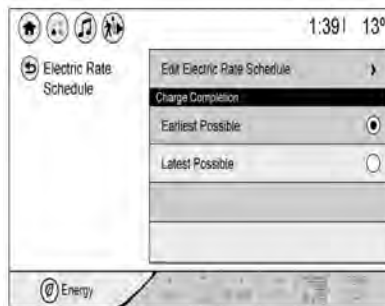 1:39 13°
Electric Rate
Schedule
Edit Electric Rate Schedule
Charge Completion
Earliest Possible
Latest Possible
Energy